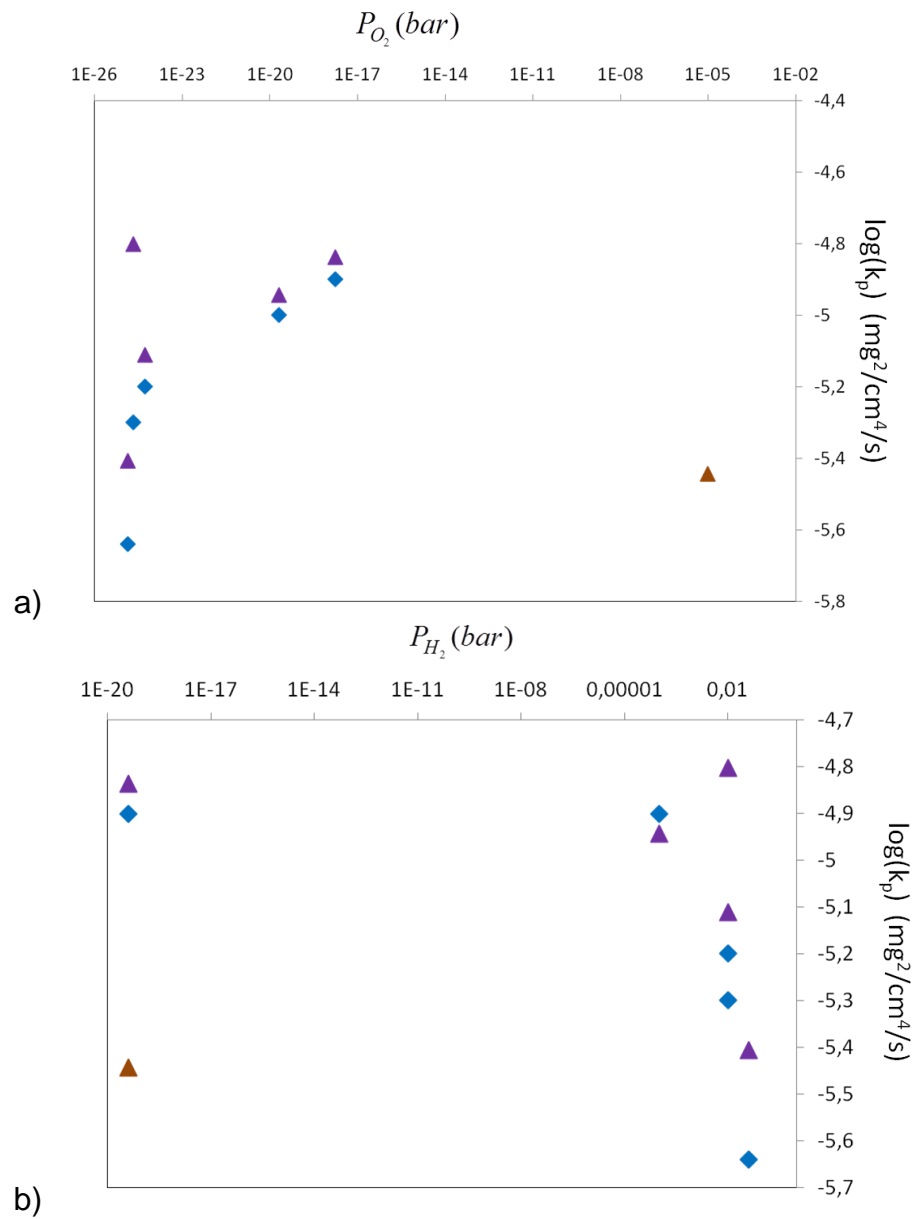 P_{O_2} (bar)
1E-26 1E-23 1E-20 1E-17 1E-14 1E-11 1E-08 1E-05 1E-02
-4,4
-4,6
-4,8
-5
-5,2
-5,4
-5,6
-5,8
log(k_p) (mg²/cm⁴/s)
a)
P_{H_2} (bar)
1E-20 1E-17 1E-14 1E-11 1E-08 0,00001 0,01
-4,7
-4,8
-4,9
-5
-5,1
-5,2
-5,3
-5,4
-5,5
-5,6
-5,7
log(k_p) (mg²/cm⁴/s)
b)